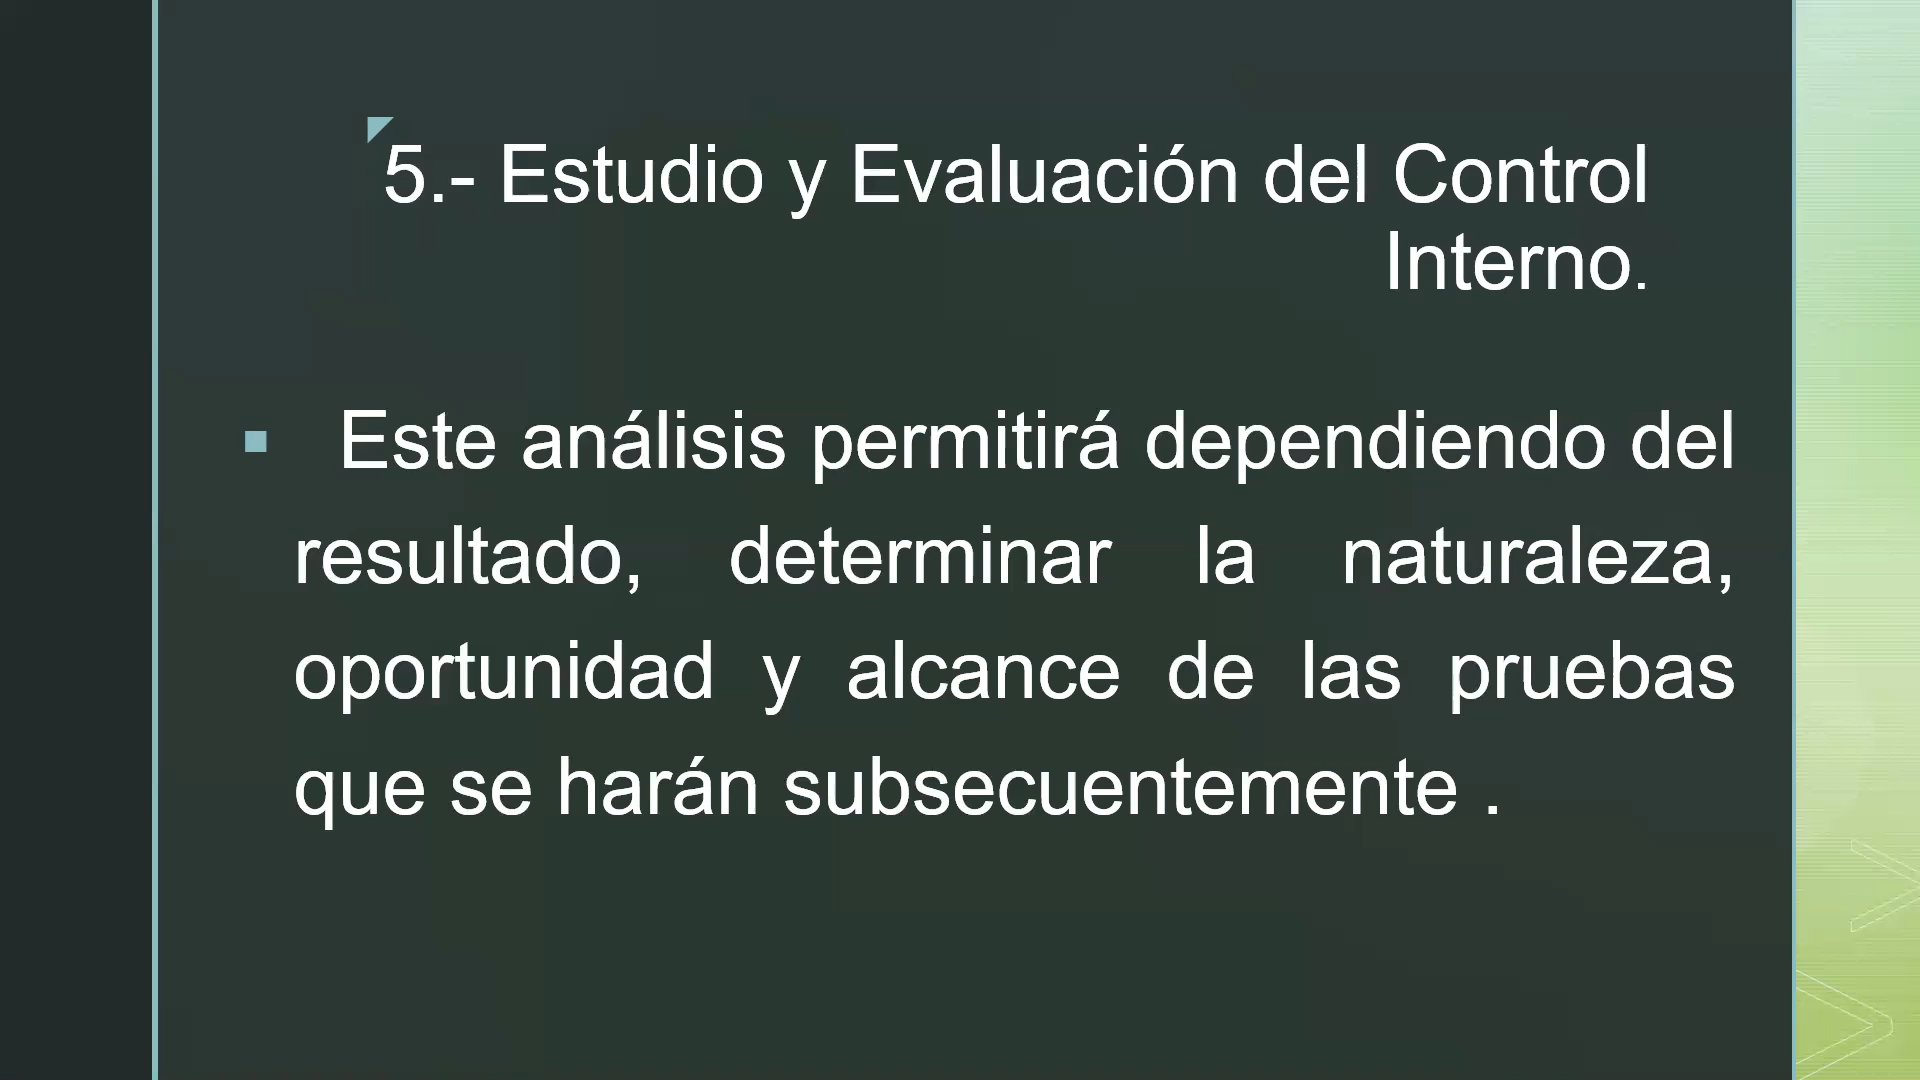 5.- Estudio y Evaluación del Control
Interno.
▪ Este análisis permitirá dependiendo del
resultado, determinar la naturaleza,
oportunidad y alcance de las pruebas
que se harán subsecuentemente .